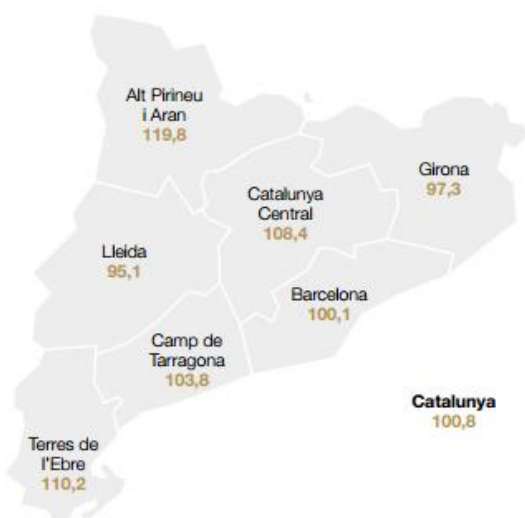 Alt Pirineu
i Aran
119,8
Girona
97,3
Catalunya
Central
108,4
Lleida
95,1
Barcelona
100,1
Camp de
Tarragona
103,8
Catalunya
100,8
Terres de
l'Ebre
110,2